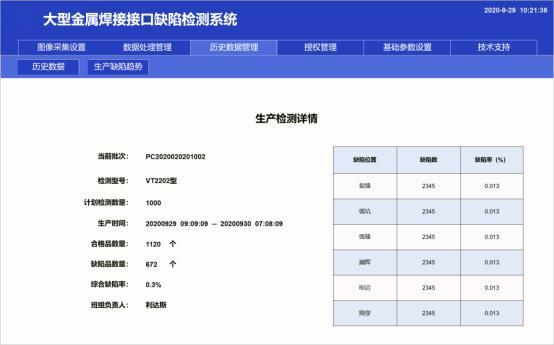 2020-9-29 10:21:36
大型金属焊接接口缺陷检测系统
图像采集设置 数据处理管理 历史数据管理 授权管理 基础参数设置 技术支持
历史数据 生产缺陷趋势
生产检测详情
当前批次： PC2020020201002
检测型号： VT2202型
计划检测数量： 1000
生产时间： 20200929 09:09:09 -- 20200930 07:08:09
合格品数量： 1120 个
缺陷品数量： 672 个
综合缺陷率： 0.3%
班组负责人： 利达斯
缺陷位置 缺陷数 缺陷率（%）
裂缝 2345 0.013
弧坑 2345 0.013
2345 0.013
漏焊 2345 0.013
咬边 2345 0.013
烧穿 2345 0.013